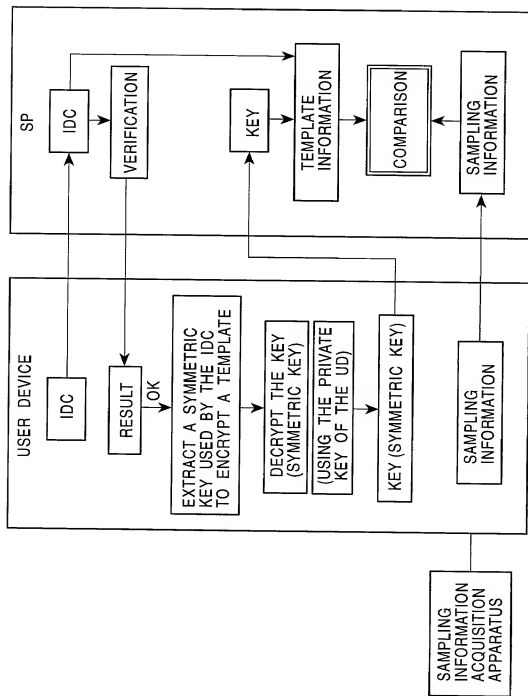 USER DEVICE
IDC
RESULT
OK
EXTRACT A SYMMETRIC
KEY USED BY THE IDC
TO ENCRYPT A TEMPLATE
DECRYPT THE KEY
(SYMMETRIC KEY)
(USING THE PRIVATE
KEY OF THE UD)
KEY (SYMMETRIC KEY)
SAMPLING
INFORMATION
SAMPLING
INFORMATION
ACQUISITION
APPARATUS
SP
IDC
VERIFICATION
KEY
TEMPLATE
INFORMATION
COMPARISON
SAMPLING
INFORMATION